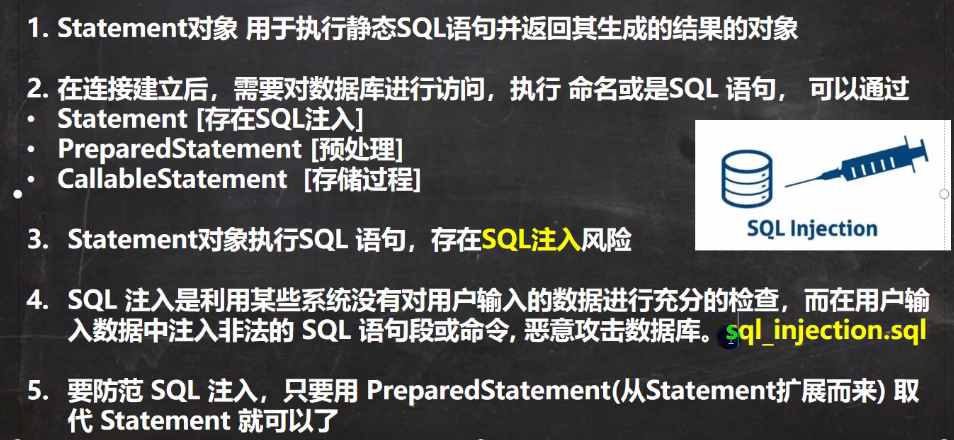 1. Statement对象 用于执行静态SQL语句并返回其生成的结果的对象
2. 在连接建立后，需要对数据库进行访问，执行 命名或是SQL 语句， 可以通过
• Statement [存在SQL注入]
• PreparedStatement [预处理]
• CallableStatement [存储过程]
SQL Injection
3. Statement对象执行SQL 语句，存在SQL注入风险
4. SQL 注入是利用某些系统没有对用户输入的数据进行充分的检查，而在用户输
入数据中注入非法的 SQL 语句段或命令, 恶意攻击数据库。sql_injection.sql
5. 要防范 SQL 注入，只要用 PreparedStatement(从Statement扩展而来) 取
代 Statement 就可以了